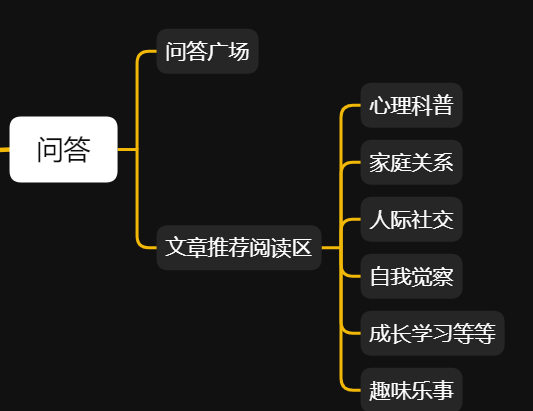 问答广场
问答
心理科普
家庭关系
人际社交
文章推荐阅读区
自我觉察
成长学习等等
趣味乐事